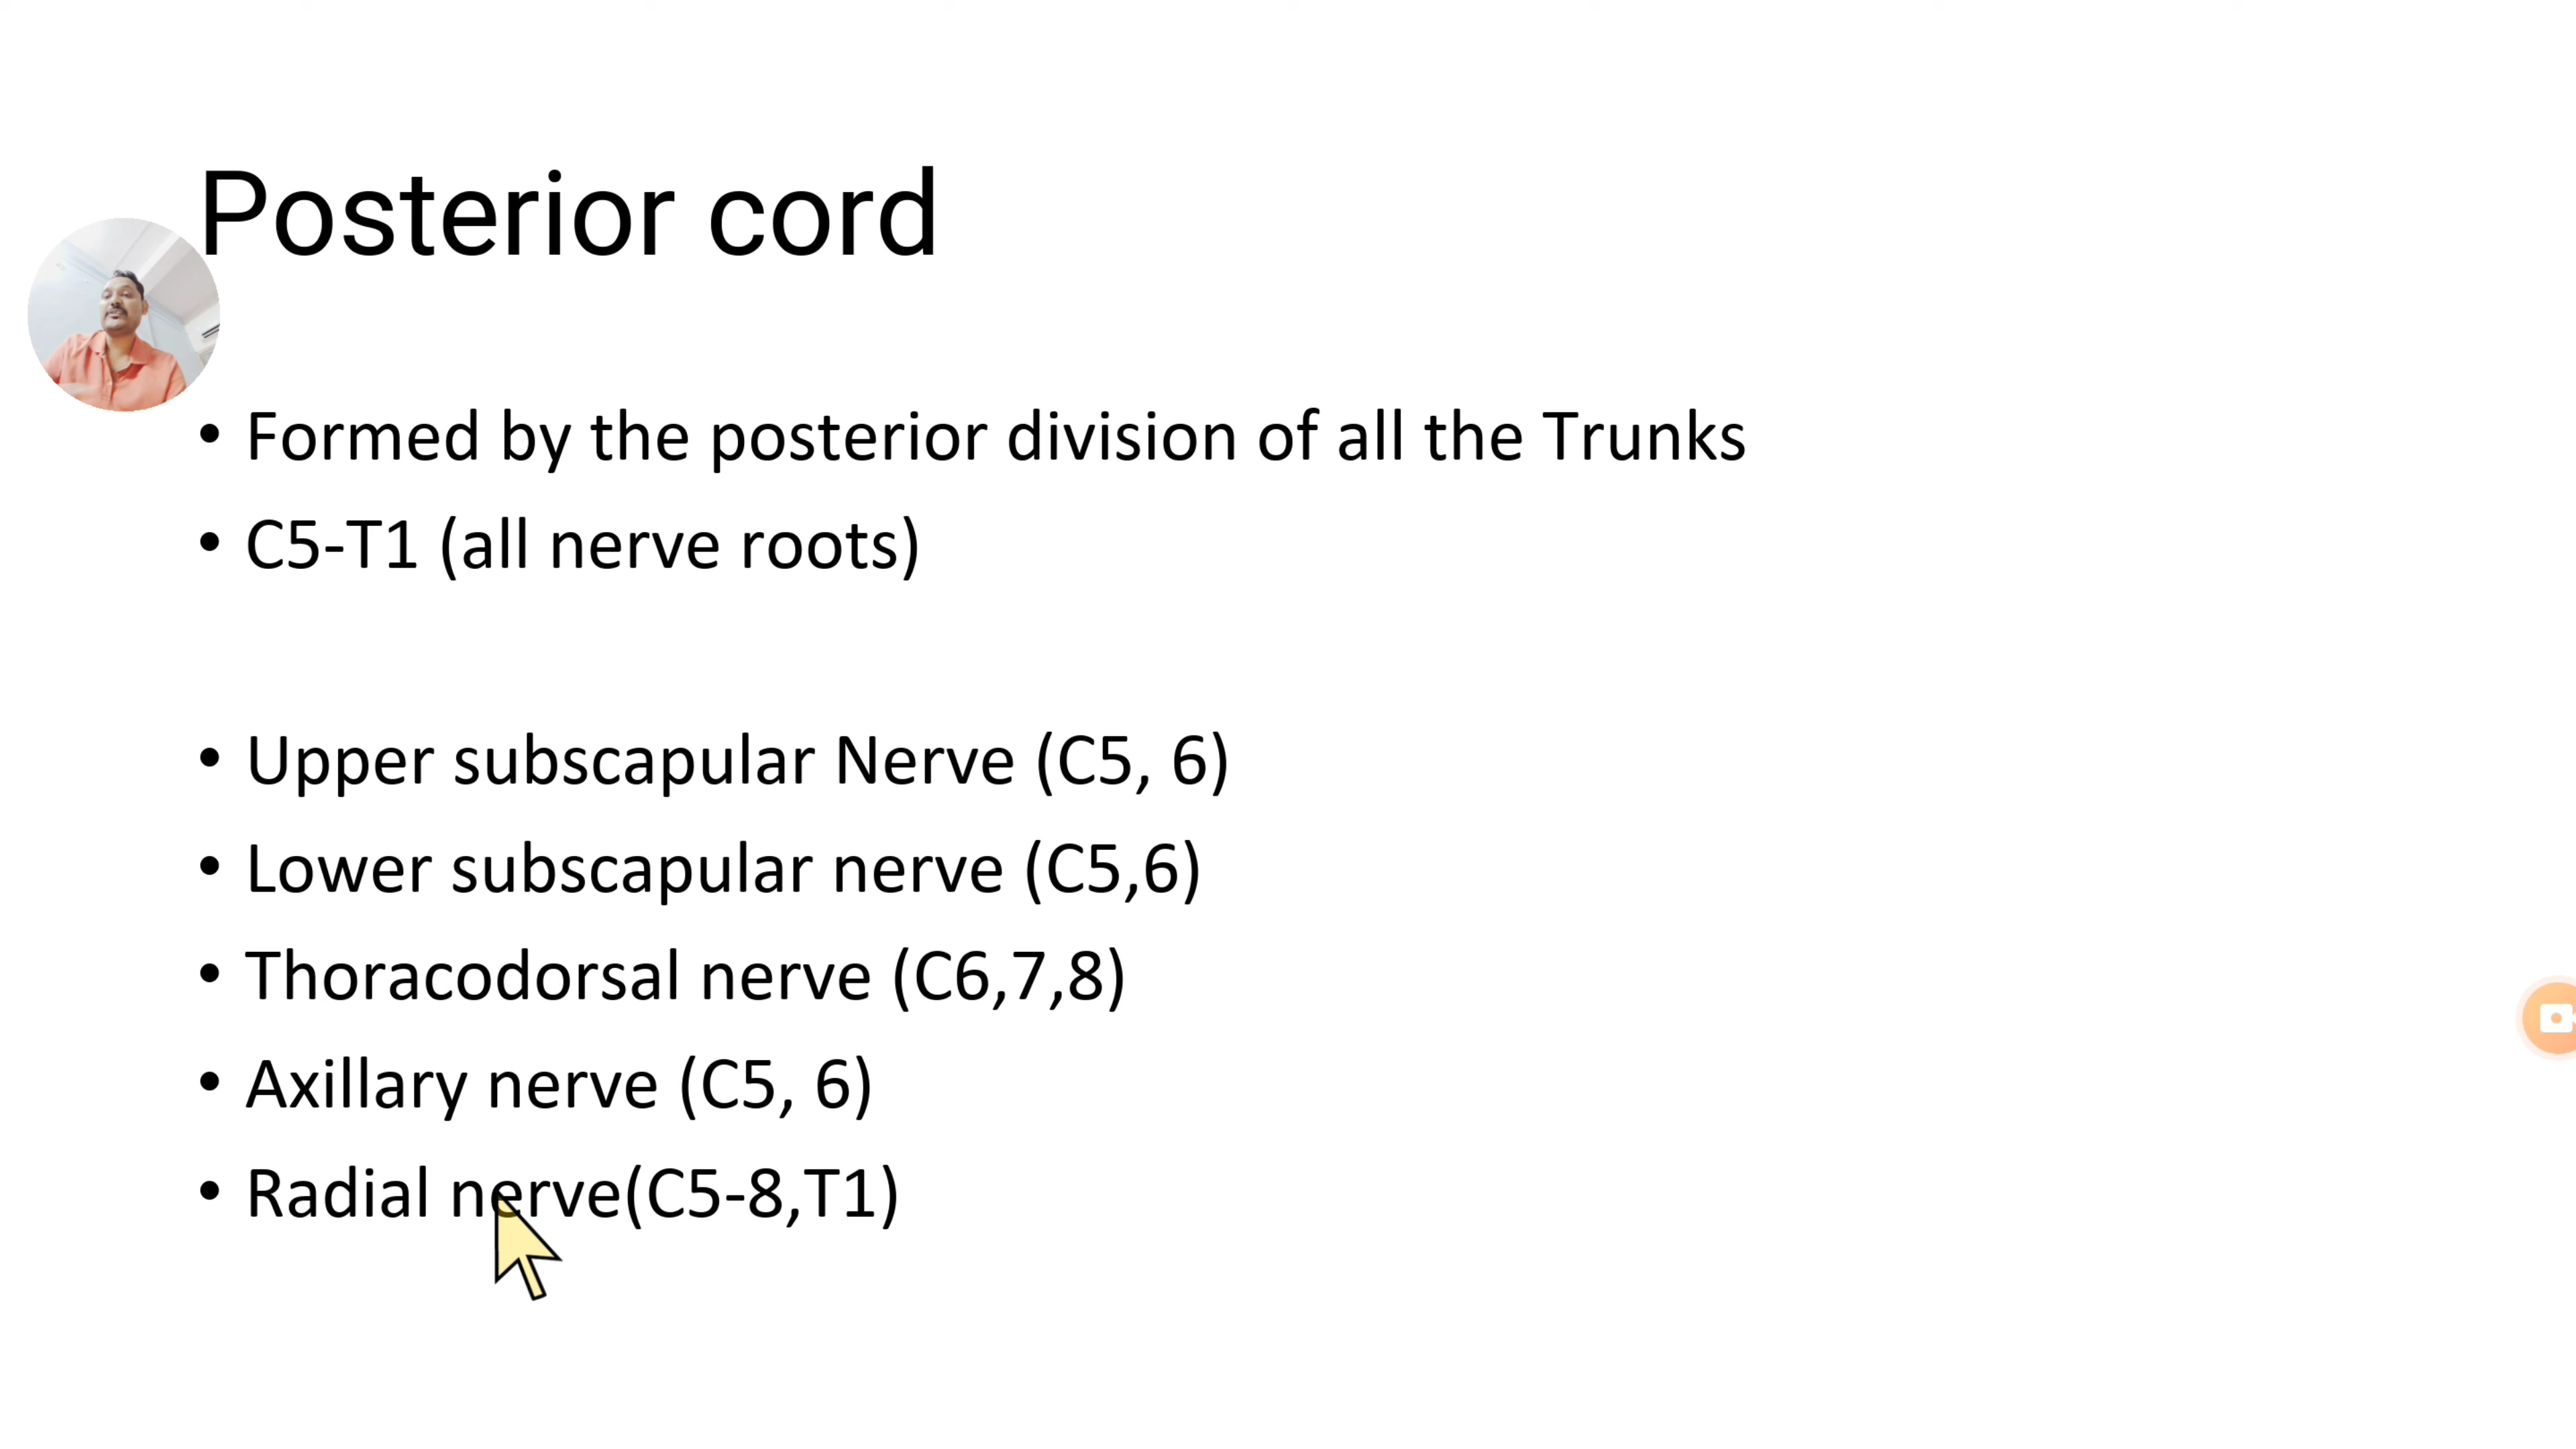 Posterior cord
• Formed by the posterior division of all the Trunks
• C5-T1 (all nerve roots)
• Upper subscapular Nerve (C5, 6)
• Lower subscapular nerve (C5,6)
• Thoracodorsal nerve (C6,7,8)
• Axillary nerve (C5, 6)
• Radial nerve(C5-8,T1)